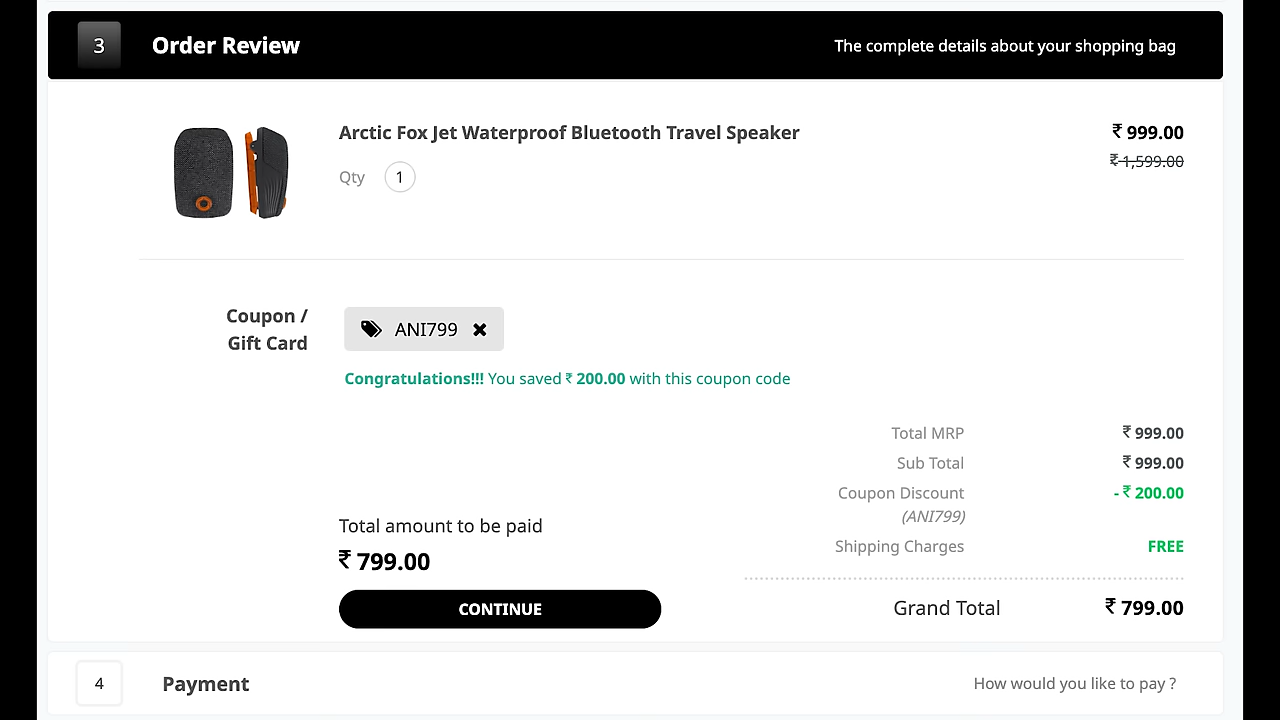 3 Order Review The complete details about your shopping bag
Arctic Fox Jet Waterproof Bluetooth Travel Speaker ₹ 999.00
₹ 1,599.00
Qty 1
Coupon /
Gift Card
ANI799 ✖
Congratulations!!! You saved ₹ 200.00 with this coupon code
Total MRP ₹ 999.00
Sub Total ₹ 999.00
Coupon Discount - ₹ 200.00
(ANI799)
Shipping Charges FREE
Total amount to be paid
₹ 799.00
CONTINUE
Grand Total ₹ 799.00
4 Payment How would you like to pay ?